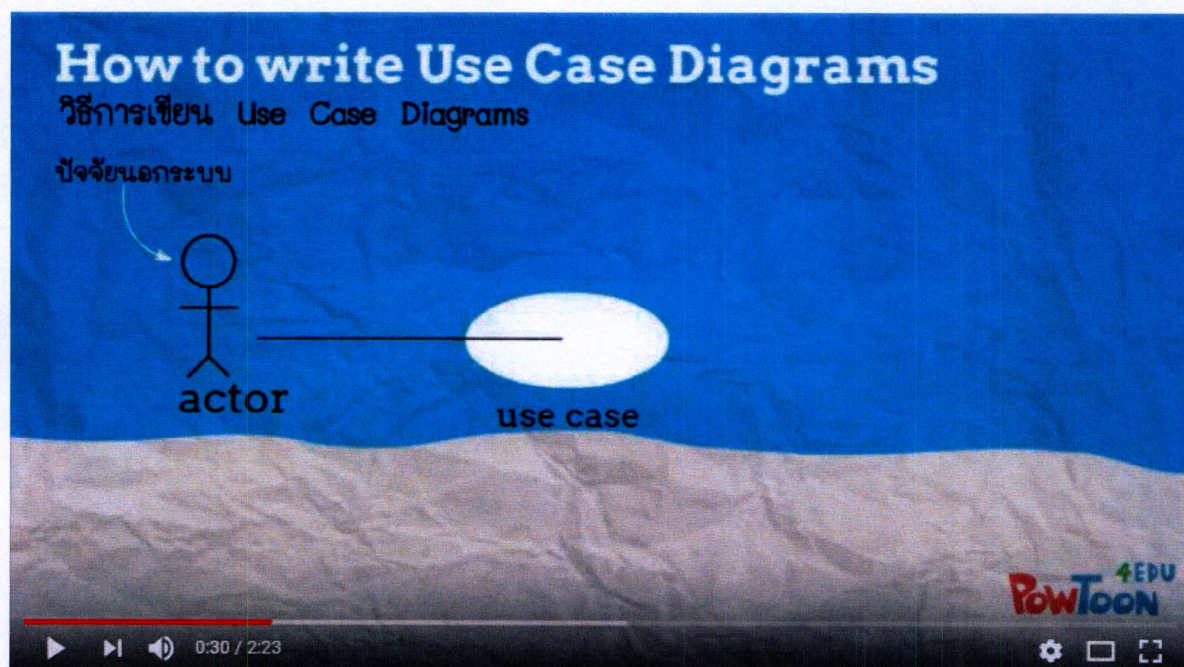 How to write Use Case Diagrams
วิธีการเขียน Use Case Diagrams
ปัจจัยนอกระบบ
actor
use case
4EDU
POWTOON
0:30 / 2:23